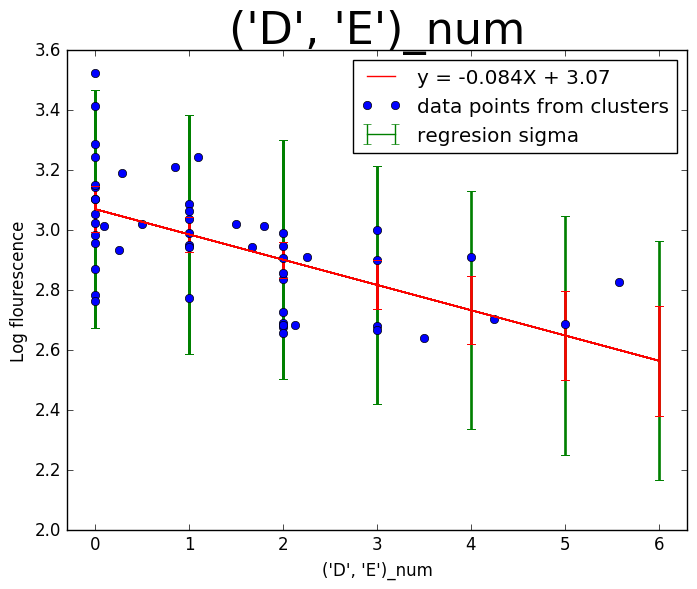 ('D', 'E')_num
y = -0.084X + 3.07
data points from clusters
regresion sigma
Log flourescence
3.6
3.4
3.2
3.0
2.8
2.6
2.4
2.2
2.0
0 1 2 3 4 5 6
('D', 'E')_num